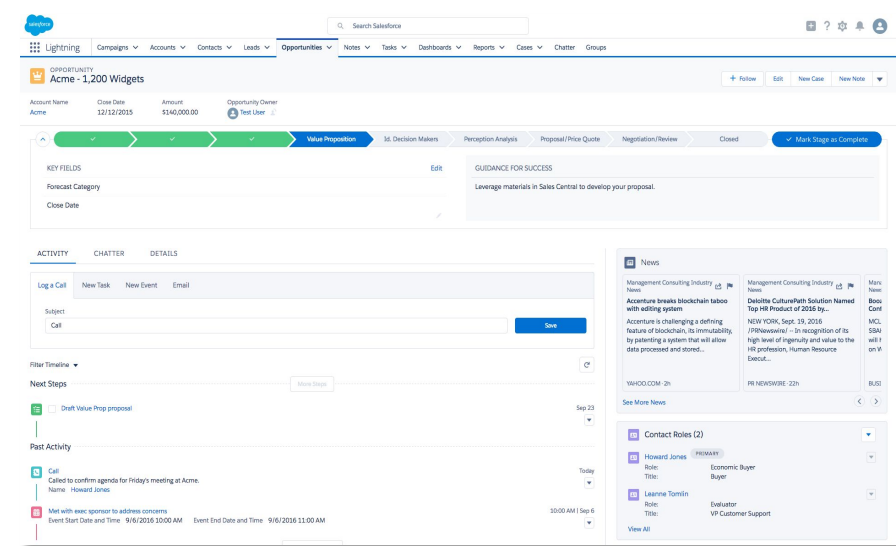 salesforce
Search Salesforce
Lightning Campaigns Accounts Contacts Leads Opportunities Notes Tasks Dashboards Reports Cases Chatter Groups
OPPORTUNITY
Acme - 1,200 Widgets
+ Follow Edit New Case New Note
Account Name Close Date Amount Opportunity Owner
Acme 12/12/2015 $140,000.00 Test User
Value Proposition Id. Decision Makers Perception Analysis Proposal/Price Quote Negotiation/Review Closed Mark Stage as Complete
KEY FIELDS Edit GUIDANCE FOR SUCCESS
Forecast Category Leverage materials in Sales Central to develop your proposal.
Close Date
ACTIVITY CHATTER DETAILS
Log a Call New Task New Event Email
Subject
Call Save
Filter Timeline
Next Steps More Steps
Draft Value Prop proposal Sep 23
Past Activity
Call Today
Called to confirm agenda for Friday's meeting at Acme.
Name Howard Jones
Met with exec sponsor to address concerns 10:00 AM | Sep 6
Event Start Date and Time 9/6/2016 10:00 AM Event End Date and Time 9/6/2016 11:00 AM
News
Management Consulting Industry
News
Accenture breaks blockchain taboo
with editing system
Accenture is challenging a defining
feature of blockchain, its immutability,
by patenting a system that will allow
data processed and stored...
YAHOO.COM·2h
Management Consulting Industry
News
Deloitte CulturePath Solution Named
Top HR Product of 2016 by...
NEW YORK, Sept. 19, 2016
/PRNewswire/ -- In recognition of its
high level of ingenuity and value to the
HR profession, Human Resource
Execut...
PR NEWSWIRE·22h
Mana
News
Booz
Cont
MCL
SBAI
will h
on W
BUSI
See More News
Contact Roles (2)
Howard Jones PRIMARY
Role: Economic Buyer
Title: Buyer
Leanne Tomlin
Role: Evaluator
Title: VP Customer Support
View All